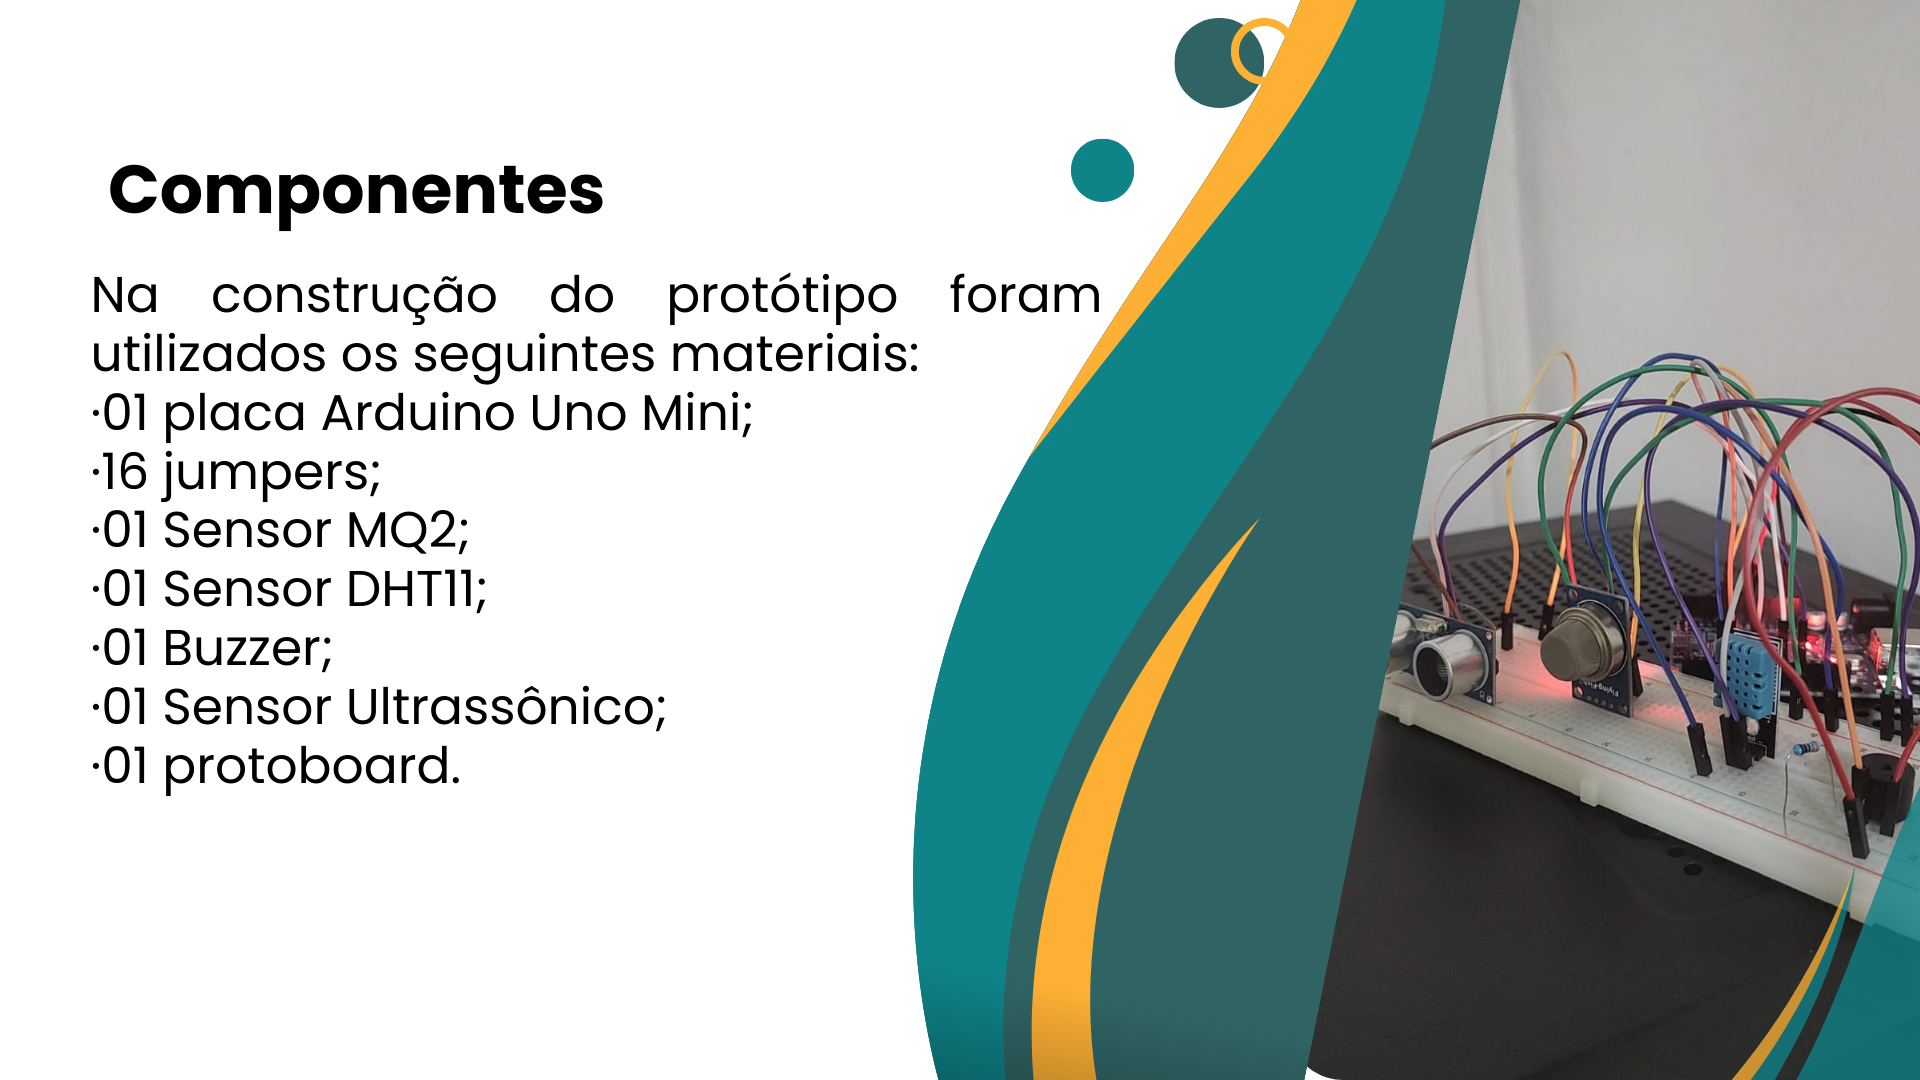 Componentes
Na construção do protótipo foram
utilizados os seguintes materiais:
·01 placa Arduino Uno Mini;
·16 jumpers;
·01 Sensor MQ2;
·01 Sensor DHT11;
·01 Buzzer;
·01 Sensor Ultrassônico;
·01 protoboard.